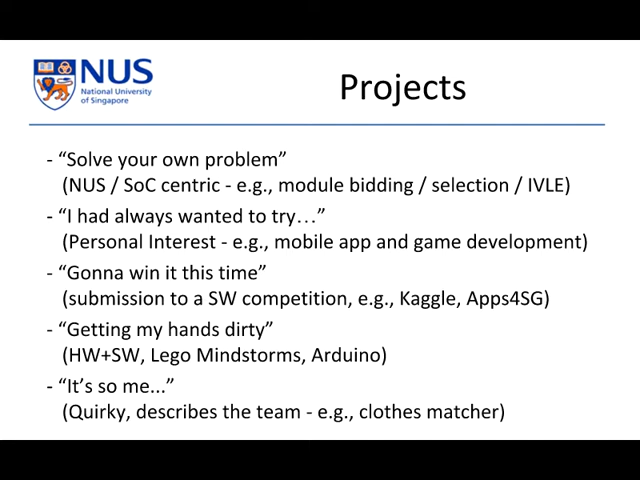 NUS
National University
of Singapore
Projects
- “Solve your own problem”
(NUS / SoC centric - e.g., module bidding / selection / IVLE)
- “I had always wanted to try…”
(Personal Interest - e.g., mobile app and game development)
- “Gonna win it this time”
(submission to a SW competition, e.g., Kaggle, Apps4SG)
- “Getting my hands dirty”
(HW+SW, Lego Mindstorms, Arduino)
- “It’s so me...”
(Quirky, describes the team - e.g., clothes matcher)